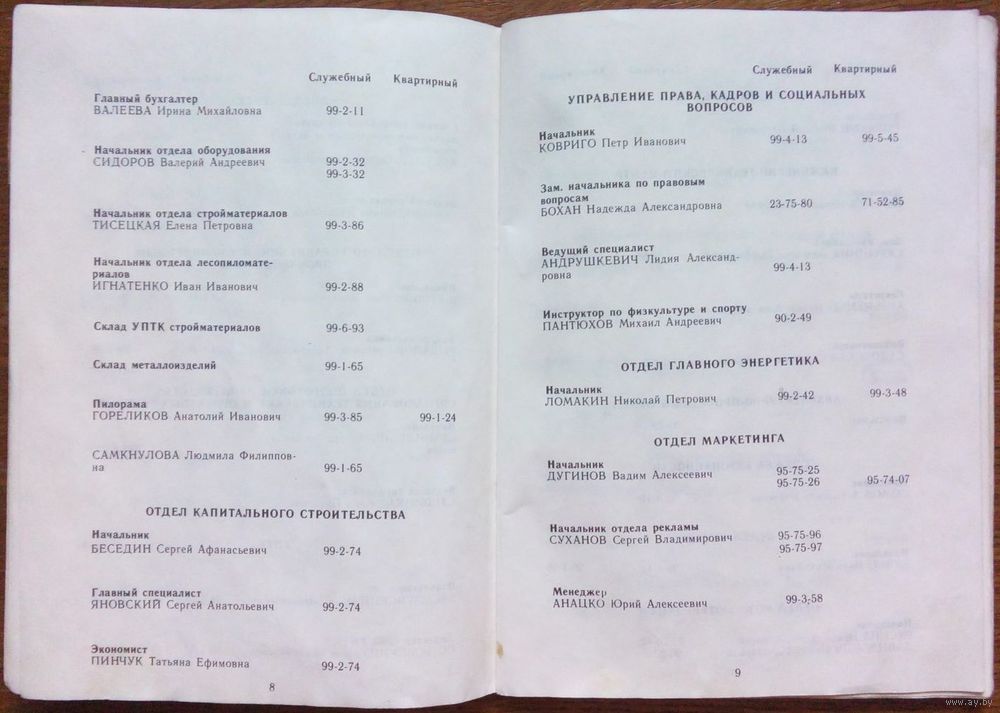 Служебный Квартирный
Главный бухгалтер
ВАЛЕЕВА Ирина Михайловна 99-2-11
Начальник отдела оборудования
СИДОРОВ Валерий Андреевич 99-2-32
99-3-32
Начальник отдела стройматериалов
ТИСЕЦКАЯ Елена Петровна 99-3-86
Начальник отдела лесопиломате-
риалов
ИГНАТЕНКО Иван Иванович 99-2-88
Склад УПТК стройматериалов 99-6-93
Склад металлоизделий 99-1-65
Пилорама
ГОРЕЛИКОВ Анатолий Иванович 99-3-85 99-1-24
САМКНУЛОВА Людмила Филиппов-
на 99-1-65
ОТДЕЛ КАПИТАЛЬНОГО СТРОИТЕЛЬСТВА
Начальник
БЕСЕДИН Сергей Афанасьевич 99-2-74
Главный специалист
ЯНОВСКИЙ Сергей Анатольевич 99-2-74
Экономист
ПИНЧУК Татьяна Ефимовна 99-2-74
8
Служебный Квартирный
УПРАВЛЕНИЕ ПРАВА, КАДРОВ И СОЦИАЛЬНЫХ
ВОПРОСОВ
Начальник
КОВРИГО Петр Иванович 99-4-13 99-5-45
Зам. начальника по правовым
вопросам
БОХАН Надежда Александровна 23-75-80 71-52-85
Ведущий специалист
АНДРУШКЕВИЧ Лидия Александ-
ровна 99-4-13
Инструктор по физкультуре и спорту
ПАНТЮХОВ Михаил Андреевич 90-2-49
ОТДЕЛ ГЛАВНОГО ЭНЕРГЕТИКА
Начальник
ЛОМАКИН Николай Петрович 99-2-42 99-3-48
ОТДЕЛ МАРКЕТИНГА
Начальник
ДУГИНОВ Вадим Алексеевич 95-75-25
95-75-26 95-74-07
Начальник отдела рекламы
СУХАНОВ Сергей Владимирович 95-75-96
95-75-97
Менеджер
АНАЦКО Юрий Алексеевич 99-3-58
9
www.ay.by